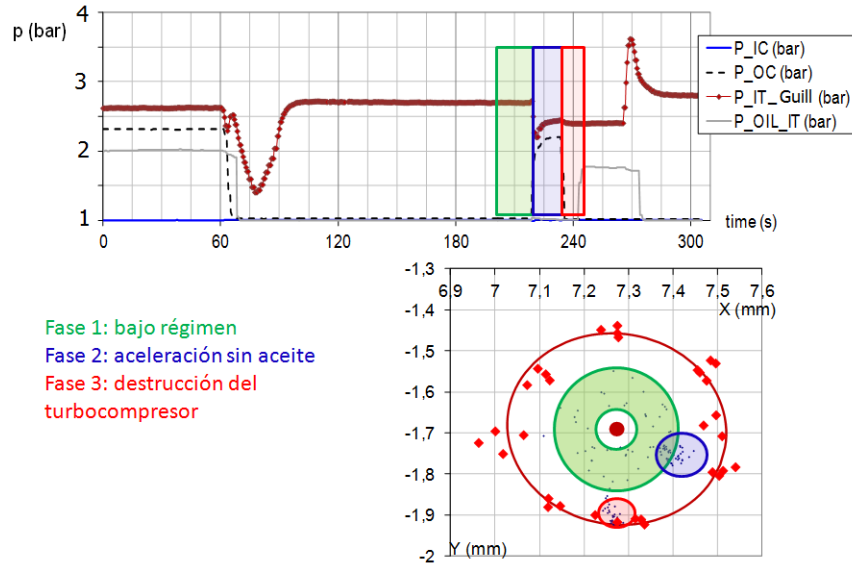 p (bar)
4
3
2
1
0
60
120
180
240
300
time (s)
P_IC (bar)
P_OC (bar)
P_IT_Guill (bar)
P_OIL_IT (bar)
-1,3
6,9
7
7,1
7,2
7,3
7,4
7,5
7,6
X (mm)
-1,4
-1,5
-1,6
-1,7
-1,8
-1,9
-2
Y (mm)
Fase 1: bajo régimen
Fase 2: aceleración sin aceite
Fase 3: destrucción del
turbocompresor